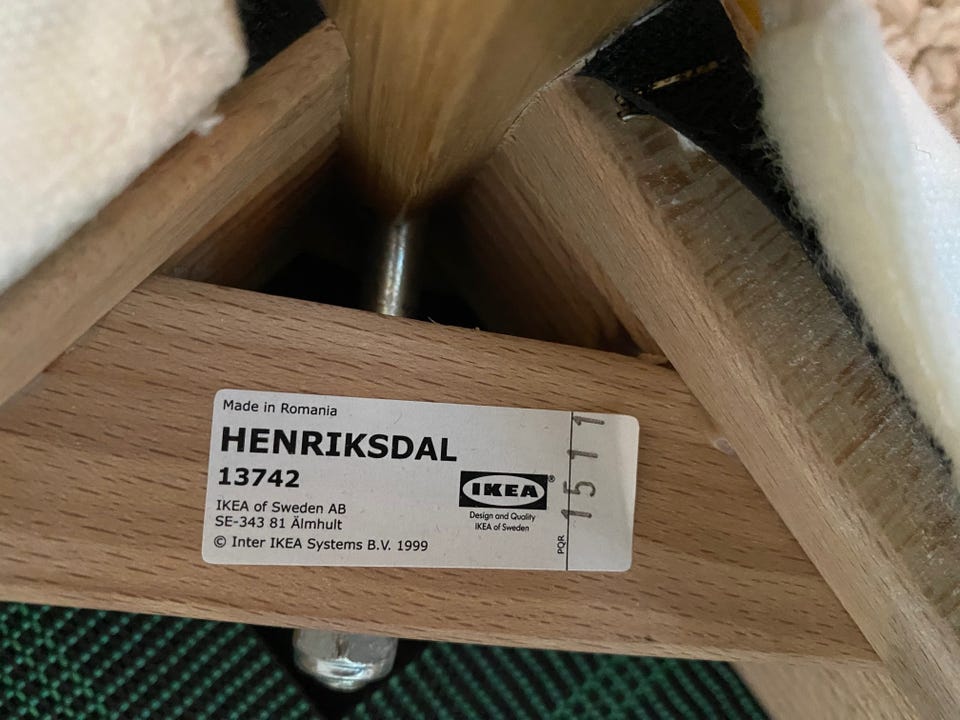 Made in Romania
HENRIKSDAL
13742
IKEA of Sweden AB
SE-343 81 Älmhult
© Inter IKEA Systems B.V. 1999
IKEA®
Design and Quality
IKEA of Sweden
PQR
1511